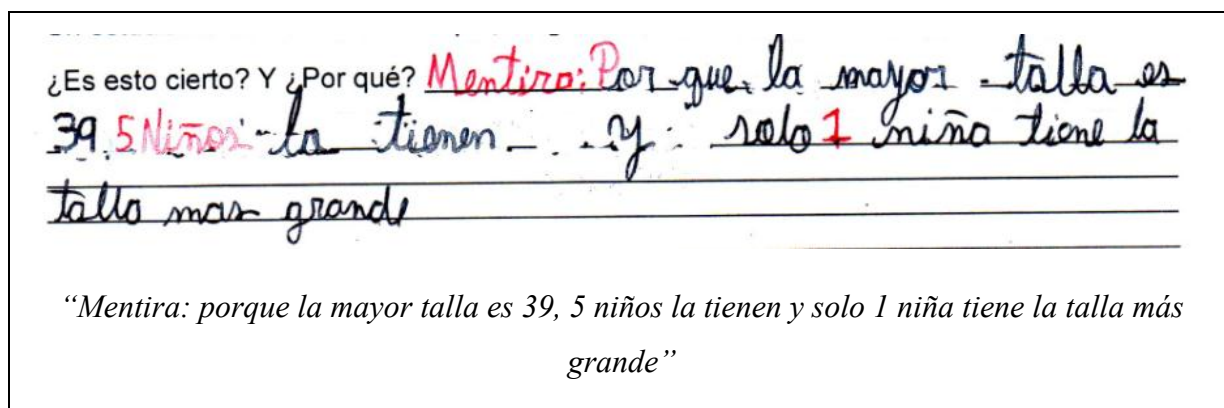 ¿Es esto cierto? Y ¿Por qué? Mentira: Por que la mayor talla es
39. 5 Niños la tienen y solo 1 niña tiene la
talla mas grande
“Mentira: porque la mayor talla es 39, 5 niños la tienen y solo 1 niña tiene la talla más
grande”